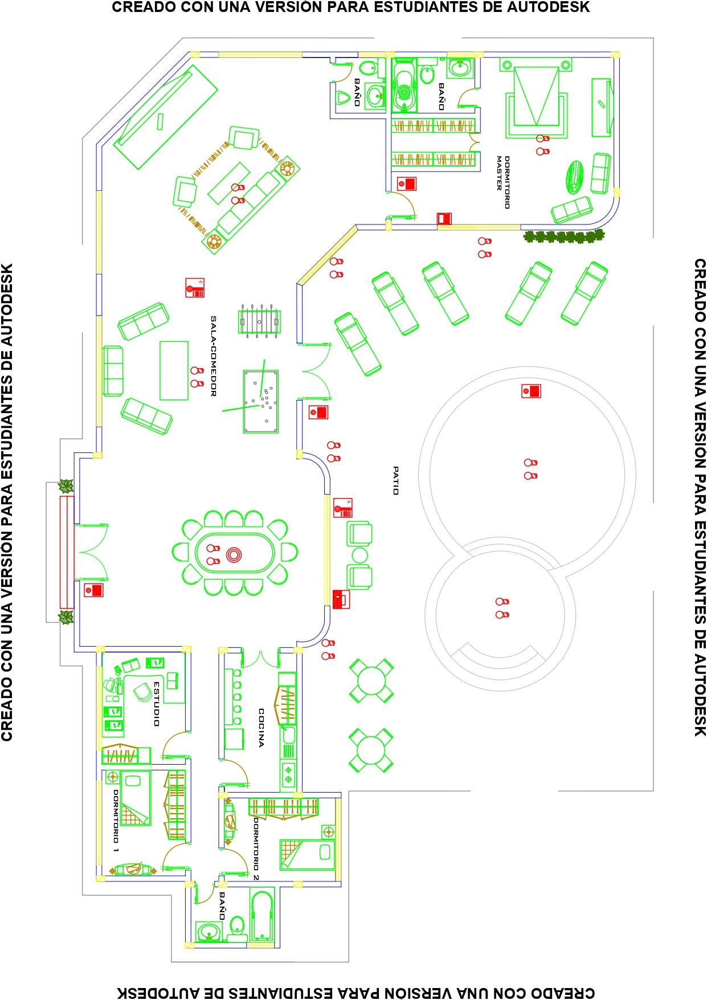 CREADO CON UNA VERSIÓN PARA ESTUDIANTES DE AUTODESK
BAÑO
BAÑO
DORMITORIO
MASTER
CREADO CON UNA VERSIÓN PARA ESTUDIANTES DE AUTODESK
CREADO CON UNA VERSIÓN PARA ESTUDIANTES DE AUTODESK
SALA-COMEDOR
PATIO
ESTUDIO
COCINA
DORMITORIO 1
DORMITORIO 2
BAÑO
CREADO CON UNA VERSIÓN PARA ESTUDIANTES DE AUTODESK